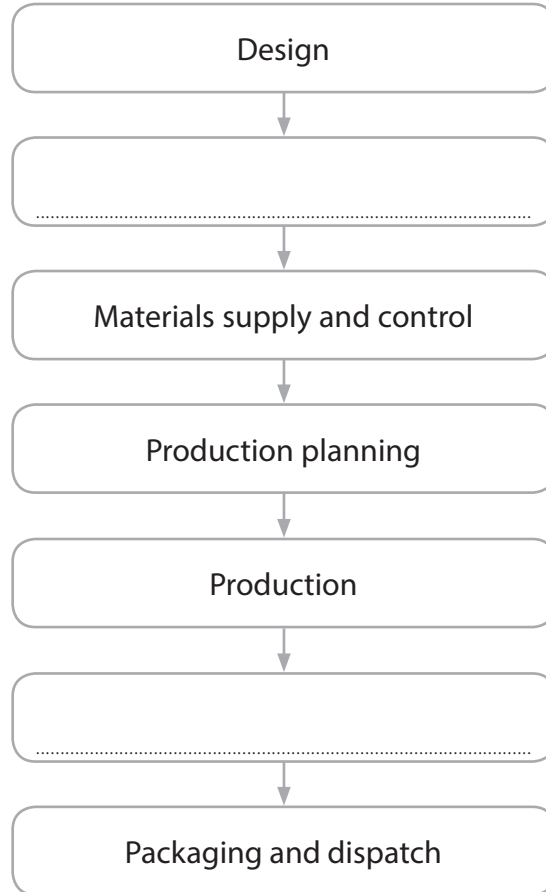 Design
Materials supply and control
Production planning
Production
Packaging and dispatch